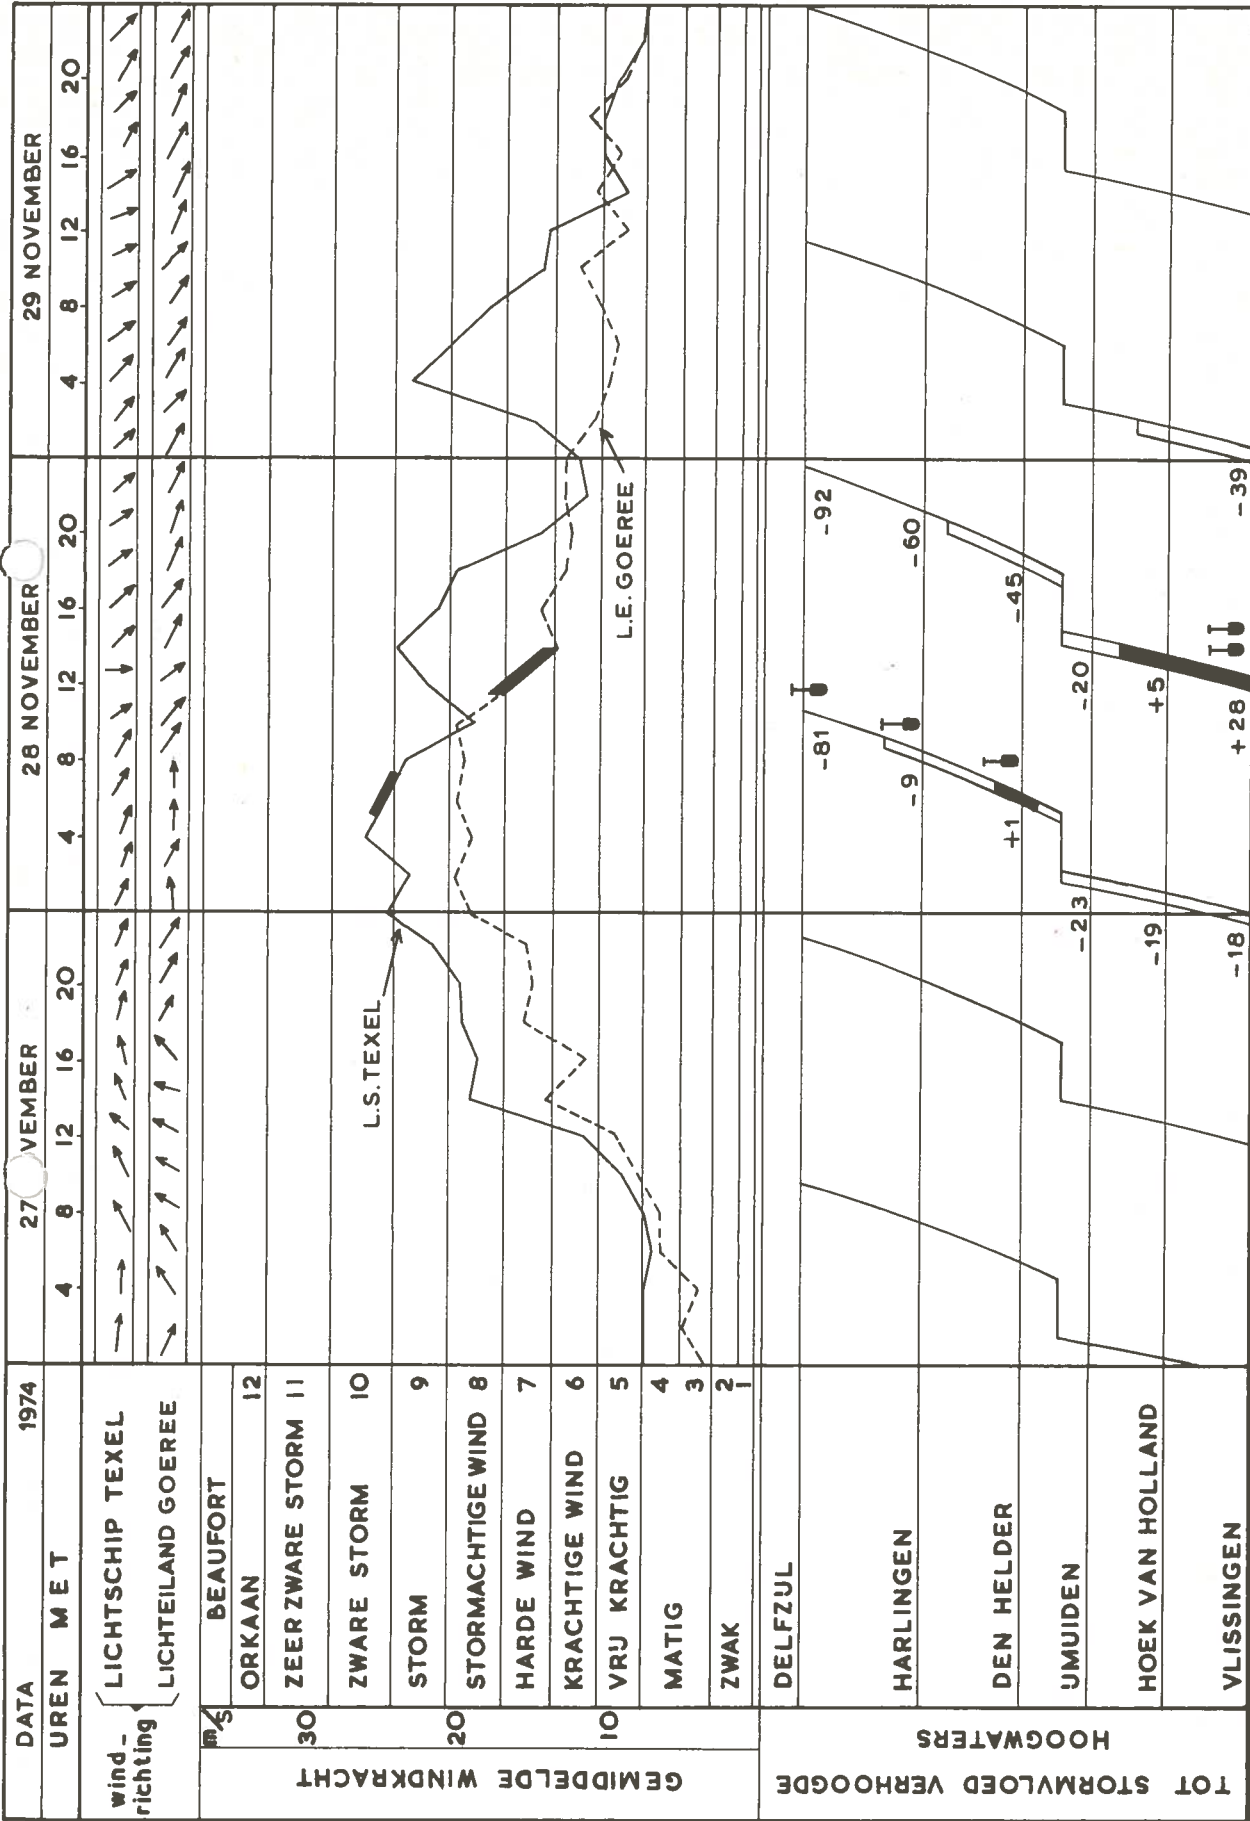 DATA 1974 27 VEMBER 28 NOVEMBER 29 NOVEMBER
UREN MET 4 8 12 16 20 4 8 12 16 20 4 8 12 16 20
wind-
richting
LICHTSCHIP TEXEL
LICHTEILAND GOEREE
GEMIDDELDE WINDKRACHT
m/s
30
20
10
BEAUFORT
ORKAAN 12
ZEER ZWARE STORM 11
ZWARE STORM 10
STORM 9
STORMACHTIGE WIND 8
HARDE WIND 7
KRACHTIGE WIND 6
VRIJ KRACHTIG 5
MATIG 4
3
ZWAK 2
1
L.S. TEXEL
L.E. GOEREE
TOT STORMVLOED VERHOOGDE
HOOGWATERS
DELFZIJL
-81 -92
HARLINGEN
-9 -60
DEN HELDER
+1 -45
IJMUIDEN
-23 -20
HOEK VAN HOLLAND
-19 +5
VLISSINGEN
-18 +28 -39